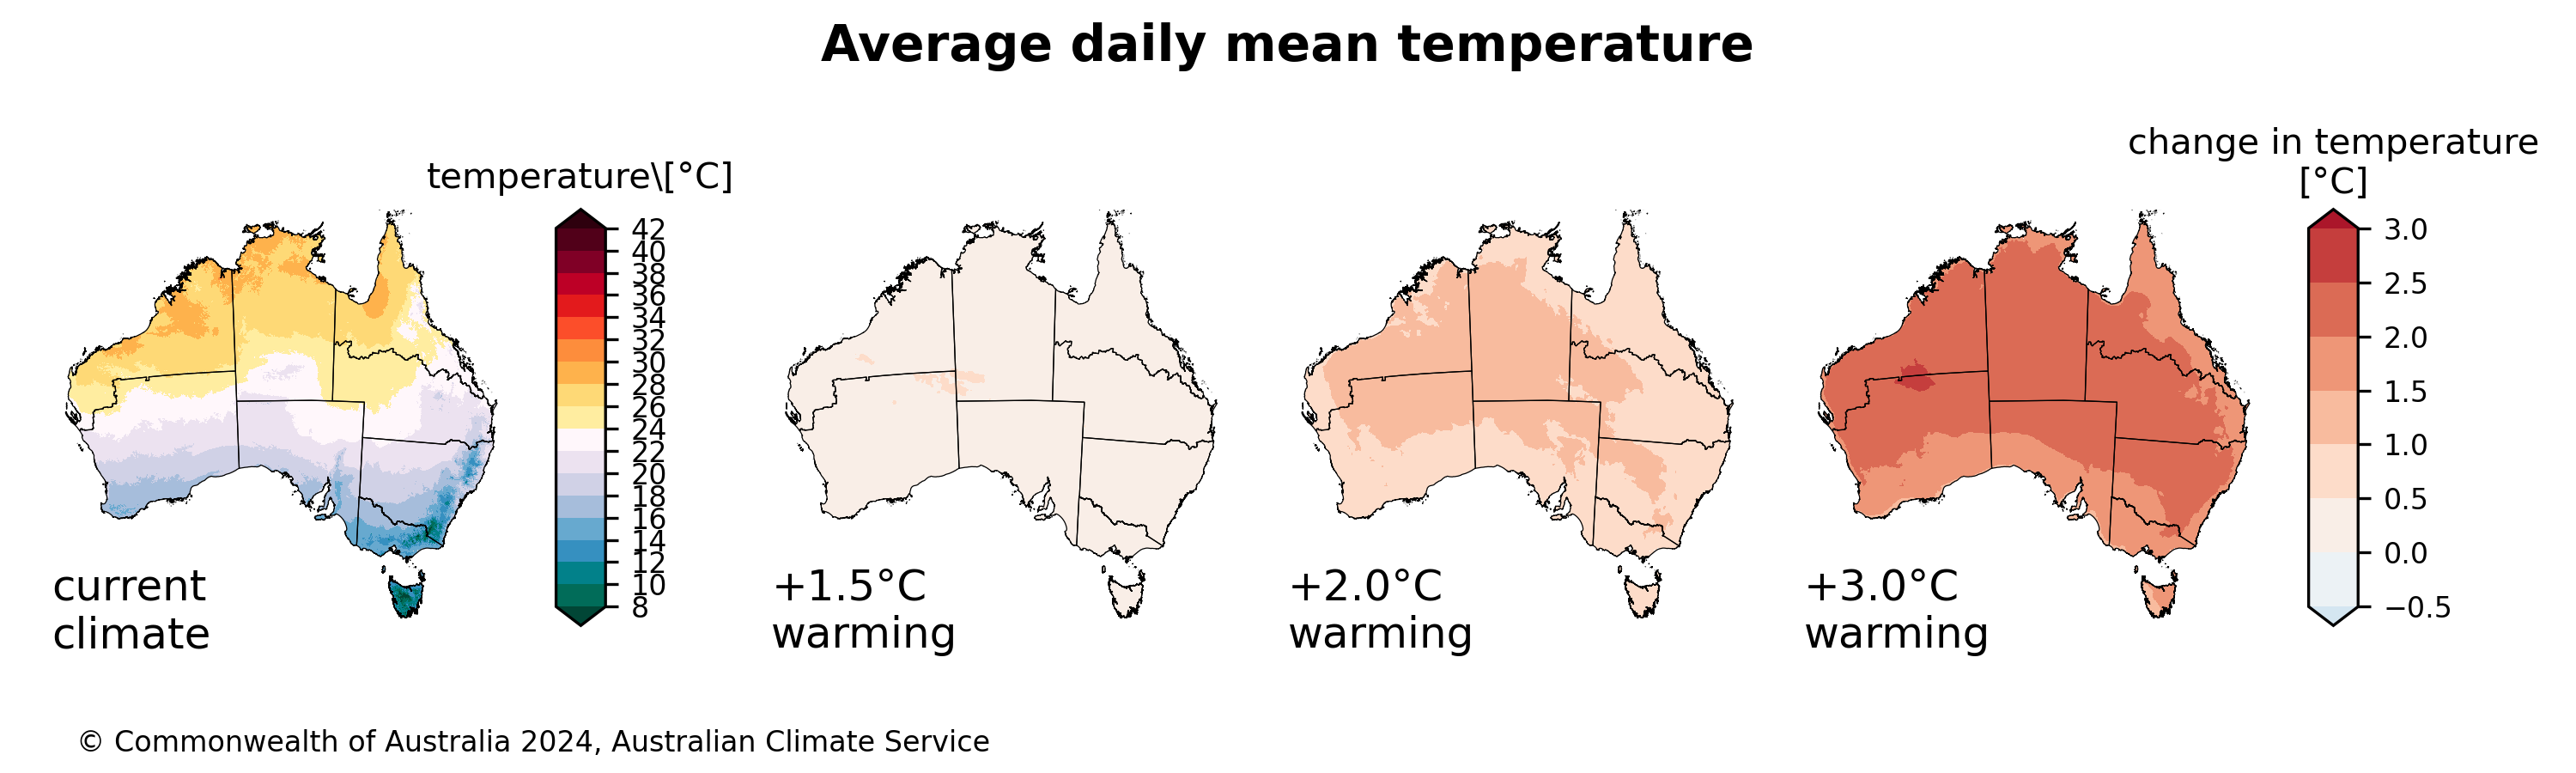 Average daily mean temperature
temperature\[°C]
42
40
38
36
34
32
30
28
26
24
22
20
18
16
14
12
10
8
current
climate
+1.5°C
warming
+2.0°C
warming
+3.0°C
warming
change in temperature
[°C]
3.0
2.5
2.0
1.5
1.0
0.5
0.0
−0.5
© Commonwealth of Australia 2024, Australian Climate Service